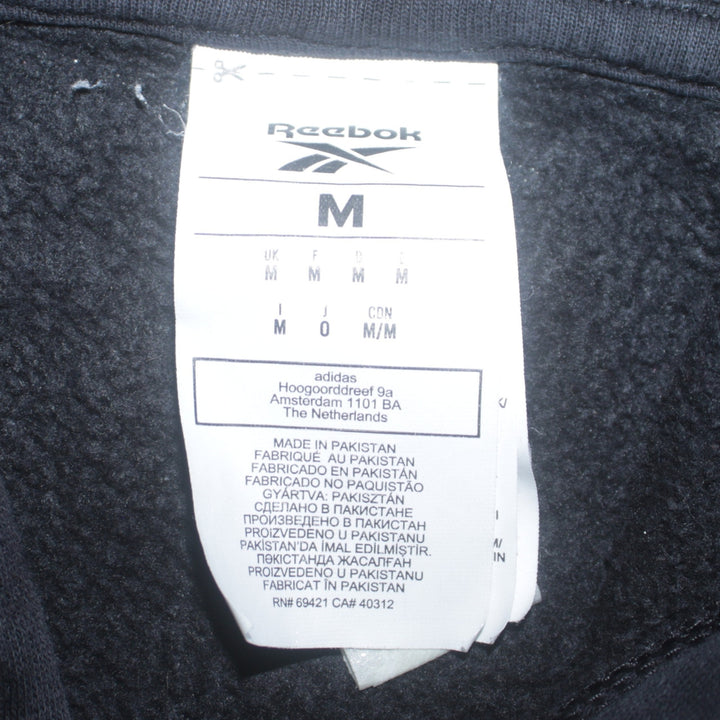 Reebok
M
UK F D E
M M M M
I J CDN
M O M/M
adidas
Hoogoorddreef 9a
Amsterdam 1101 BA
The Netherlands
MADE IN PAKISTAN
FABRIQUÉ AU PAKISTAN
FABRICADO EN PAKISTÁN
FABRICADO NO PAQUISTÃO
GYÁRTVA: PAKISZTÁN
СДЕЛАНО В ПАКИСТАНЕ
ПРОИЗВЕДЕНО В ПАКИСТАН
PROIZVEDENO U PAKISTANU
PAKİSTAN'DA İMAL EDİLMİŞTİR.
ПӘКІСТАНДА ЖАСАЛҒАН
PROIZVEDENO U PAKISTANU
FABRICAT ÎN PAKISTAN
RN# 69421 CA# 40312
M/
IN